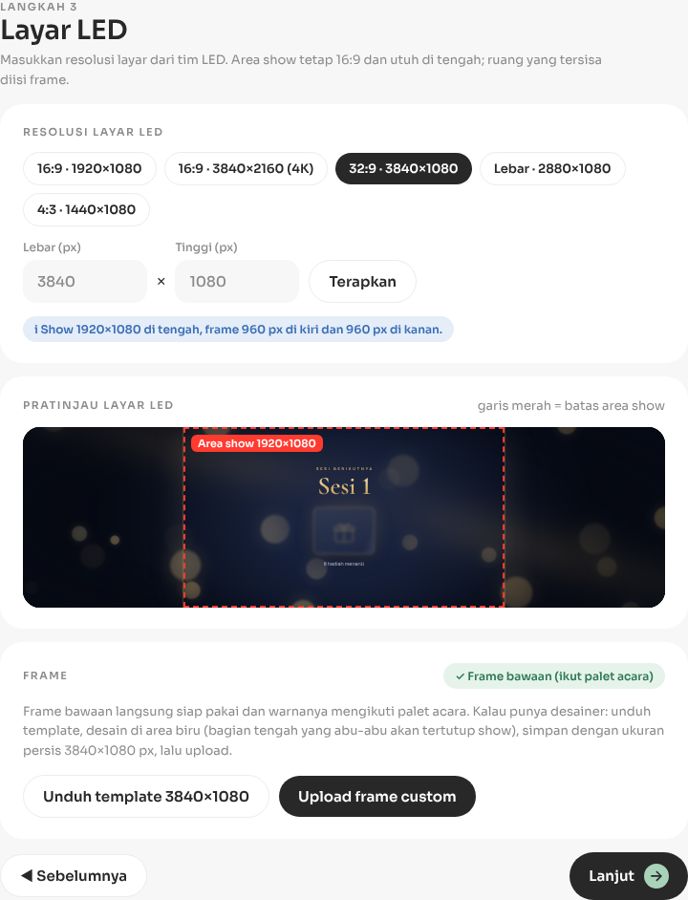 LANGKAH 3
Layar LED
Masukkan resolusi layar dari tim LED. Area show tetap 16:9 dan utuh di tengah; ruang yang tersisa
diisi frame.
RESOLUSI LAYAR LED
16:9 · 1920×1080
16:9 · 3840×2160 (4K)
32:9 · 3840×1080
Lebar · 2880×1080
4:3 · 1440×1080
Lebar (px)
Tinggi (px)
3840
×
1080
Terapkan
i Show 1920×1080 di tengah, frame 960 px di kiri dan 960 px di kanan.
PRATINJAU LAYAR LED
garis merah = batas area show
Area show 1920×1080
SESI BERIKUTNYA
Sesi 1
hadiah menanti
FRAME
✓ Frame bawaan (ikut palet acara)
Frame bawaan langsung siap pakai dan warnanya mengikuti palet acara. Kalau punya desainer: unduh
template, desain di area biru (bagian tengah yang abu-abu akan tertutup show), simpan dengan ukuran
persis 3840×1080 px, lalu upload.
Unduh template 3840×1080
Upload frame custom
◀ Sebelumnya
Lanjut →